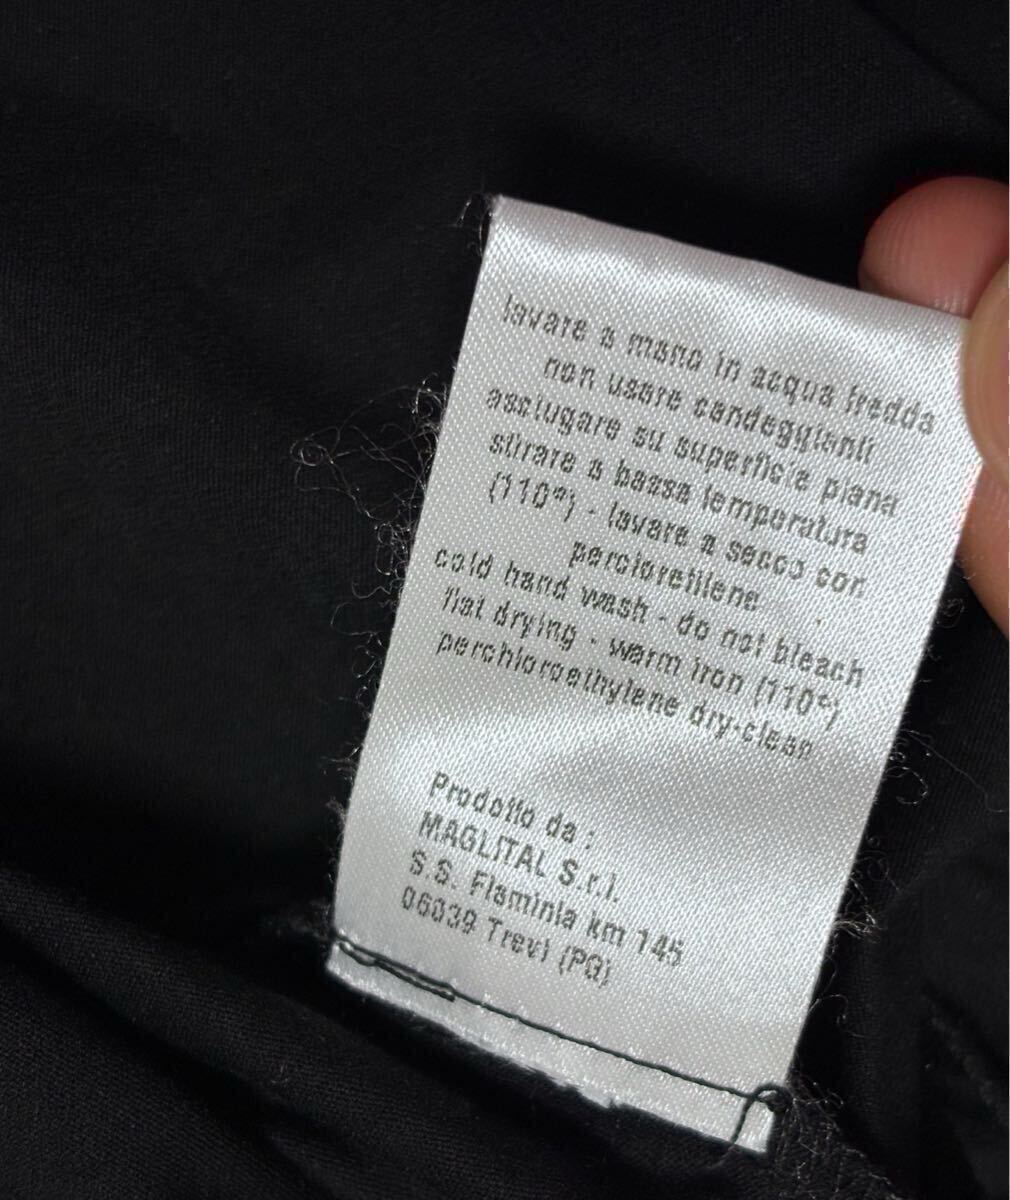 lavare a mano in acqua fredda
non usare candeggianti
asciugare su superficie piana
stirare a bassa temperatura
(110°) - lavare a secco con
percloretilene
cold hand wash - do not bleach
flat drying - warm iron (110°)
perchloroethylene dry-clean
Prodotto da :
MAGLITAL S.r.l.
S.S. Flaminia km 145
06039 Trevi (PG)